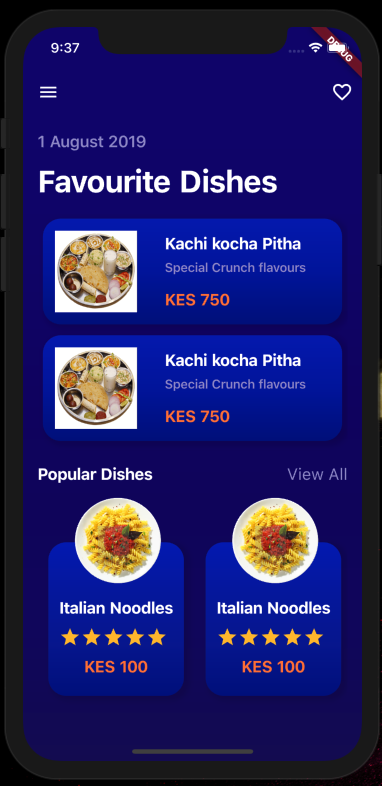 9:37
DEBUG
1 August 2019
Favourite Dishes
Kachi kocha Pitha
Special Crunch flavours
KES 750
Kachi kocha Pitha
Special Crunch flavours
KES 750
Popular Dishes View All
Italian Noodles Italian Noodles
KES 100 KES 100